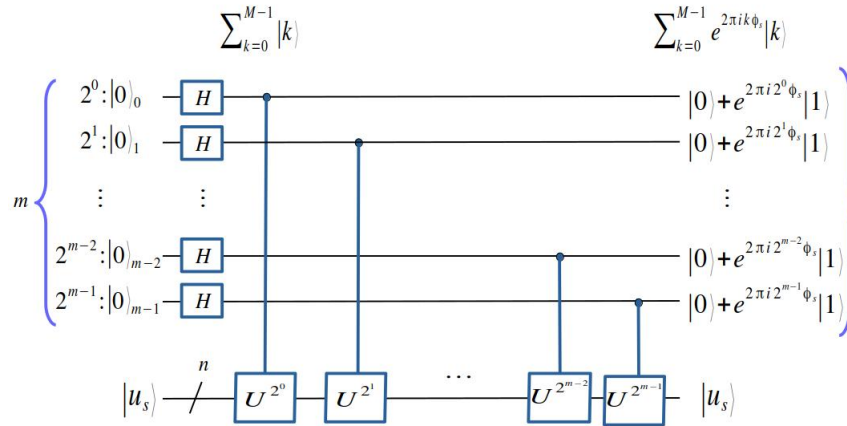 ∑_{k=0}^{M-1}|k⟩ ∑_{k=0}^{M-1} e^{2πikϕ_s}|k⟩
2^0:|0⟩_0 H |0⟩+e^{2πi2^0ϕ_s}|1⟩
2^1:|0⟩_1 H |0⟩+e^{2πi2^1ϕ_s}|1⟩
m ⋮ ⋮ ⋮
2^{m-2}:|0⟩_{m-2} H |0⟩+e^{2πi2^{m-2}ϕ_s}|1⟩
2^{m-1}:|0⟩_{m-1} H |0⟩+e^{2πi2^{m-1}ϕ_s}|1⟩
n
|u_s⟩ U^{2^0} U^{2^1} ⋯ U^{2^{m-2}} U^{2^{m-1}} |u_s⟩